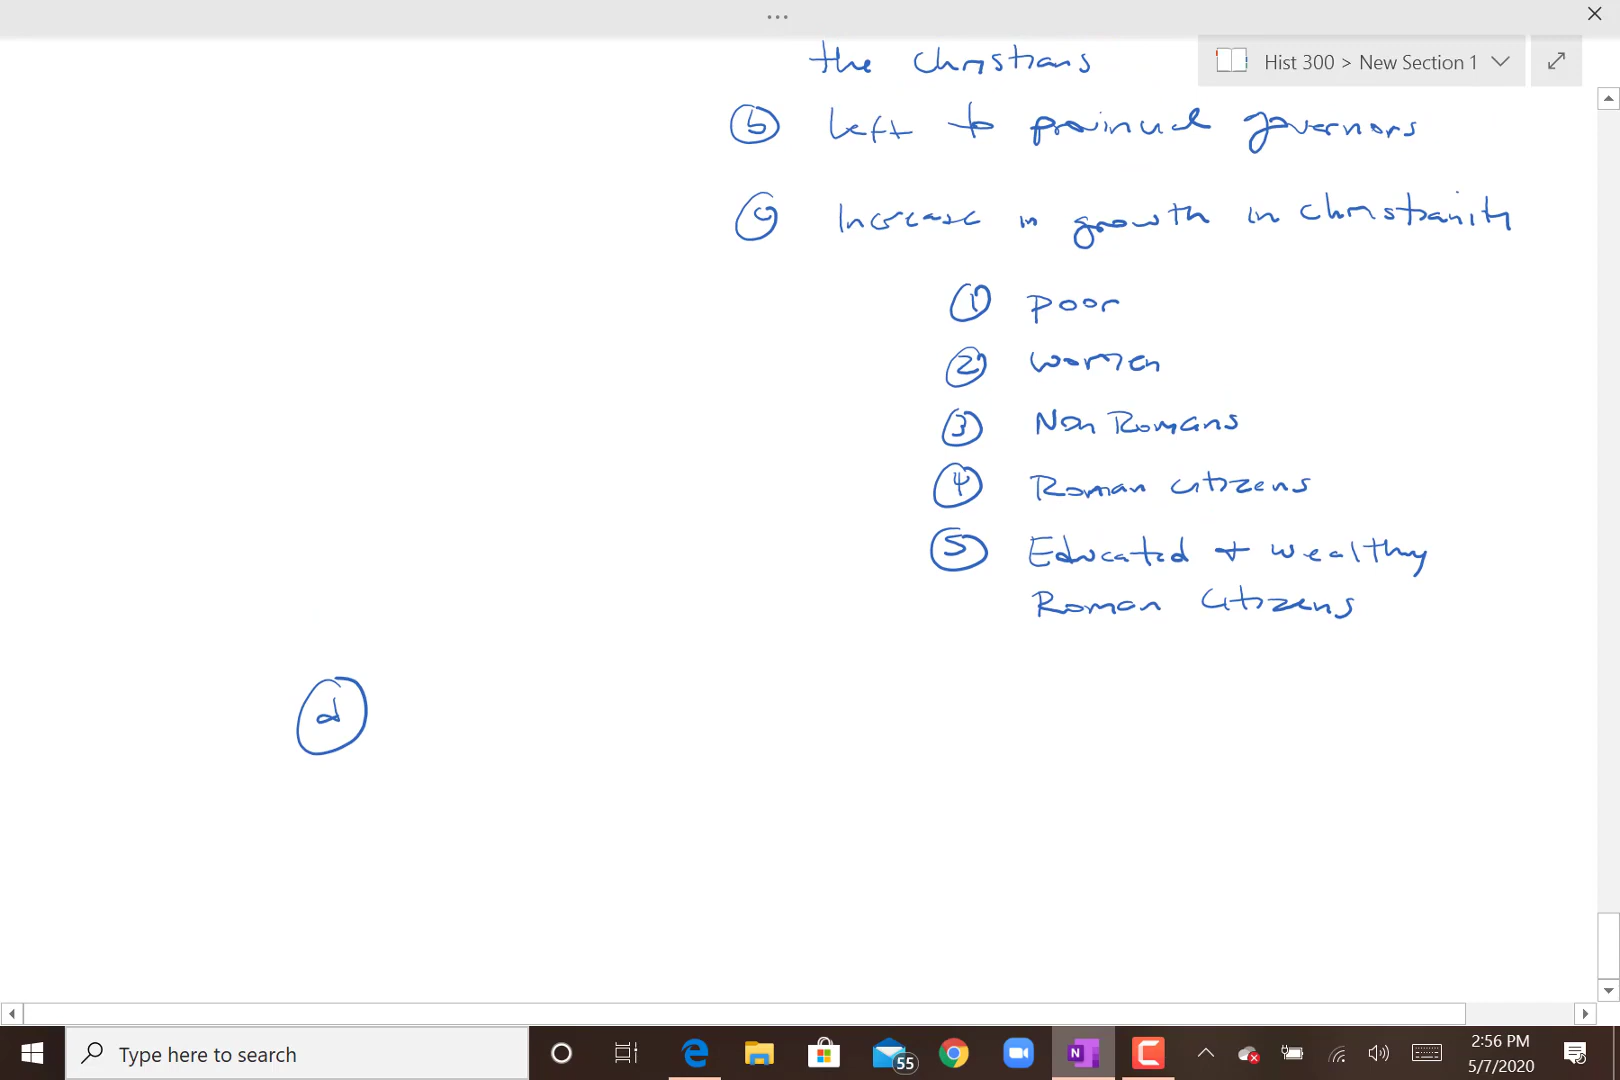 ...
the Christians
Hist 300 > New Section 1
ⓑ Left to provincial governors
ⓒ Increase in growth in Christianity
① Poor
② women
③ Non Romans
④ Roman citizens
⑤ Educated + wealthy
Roman Citizens
ⓓ
Type here to search
55
N
2:56 PM
5/7/2020